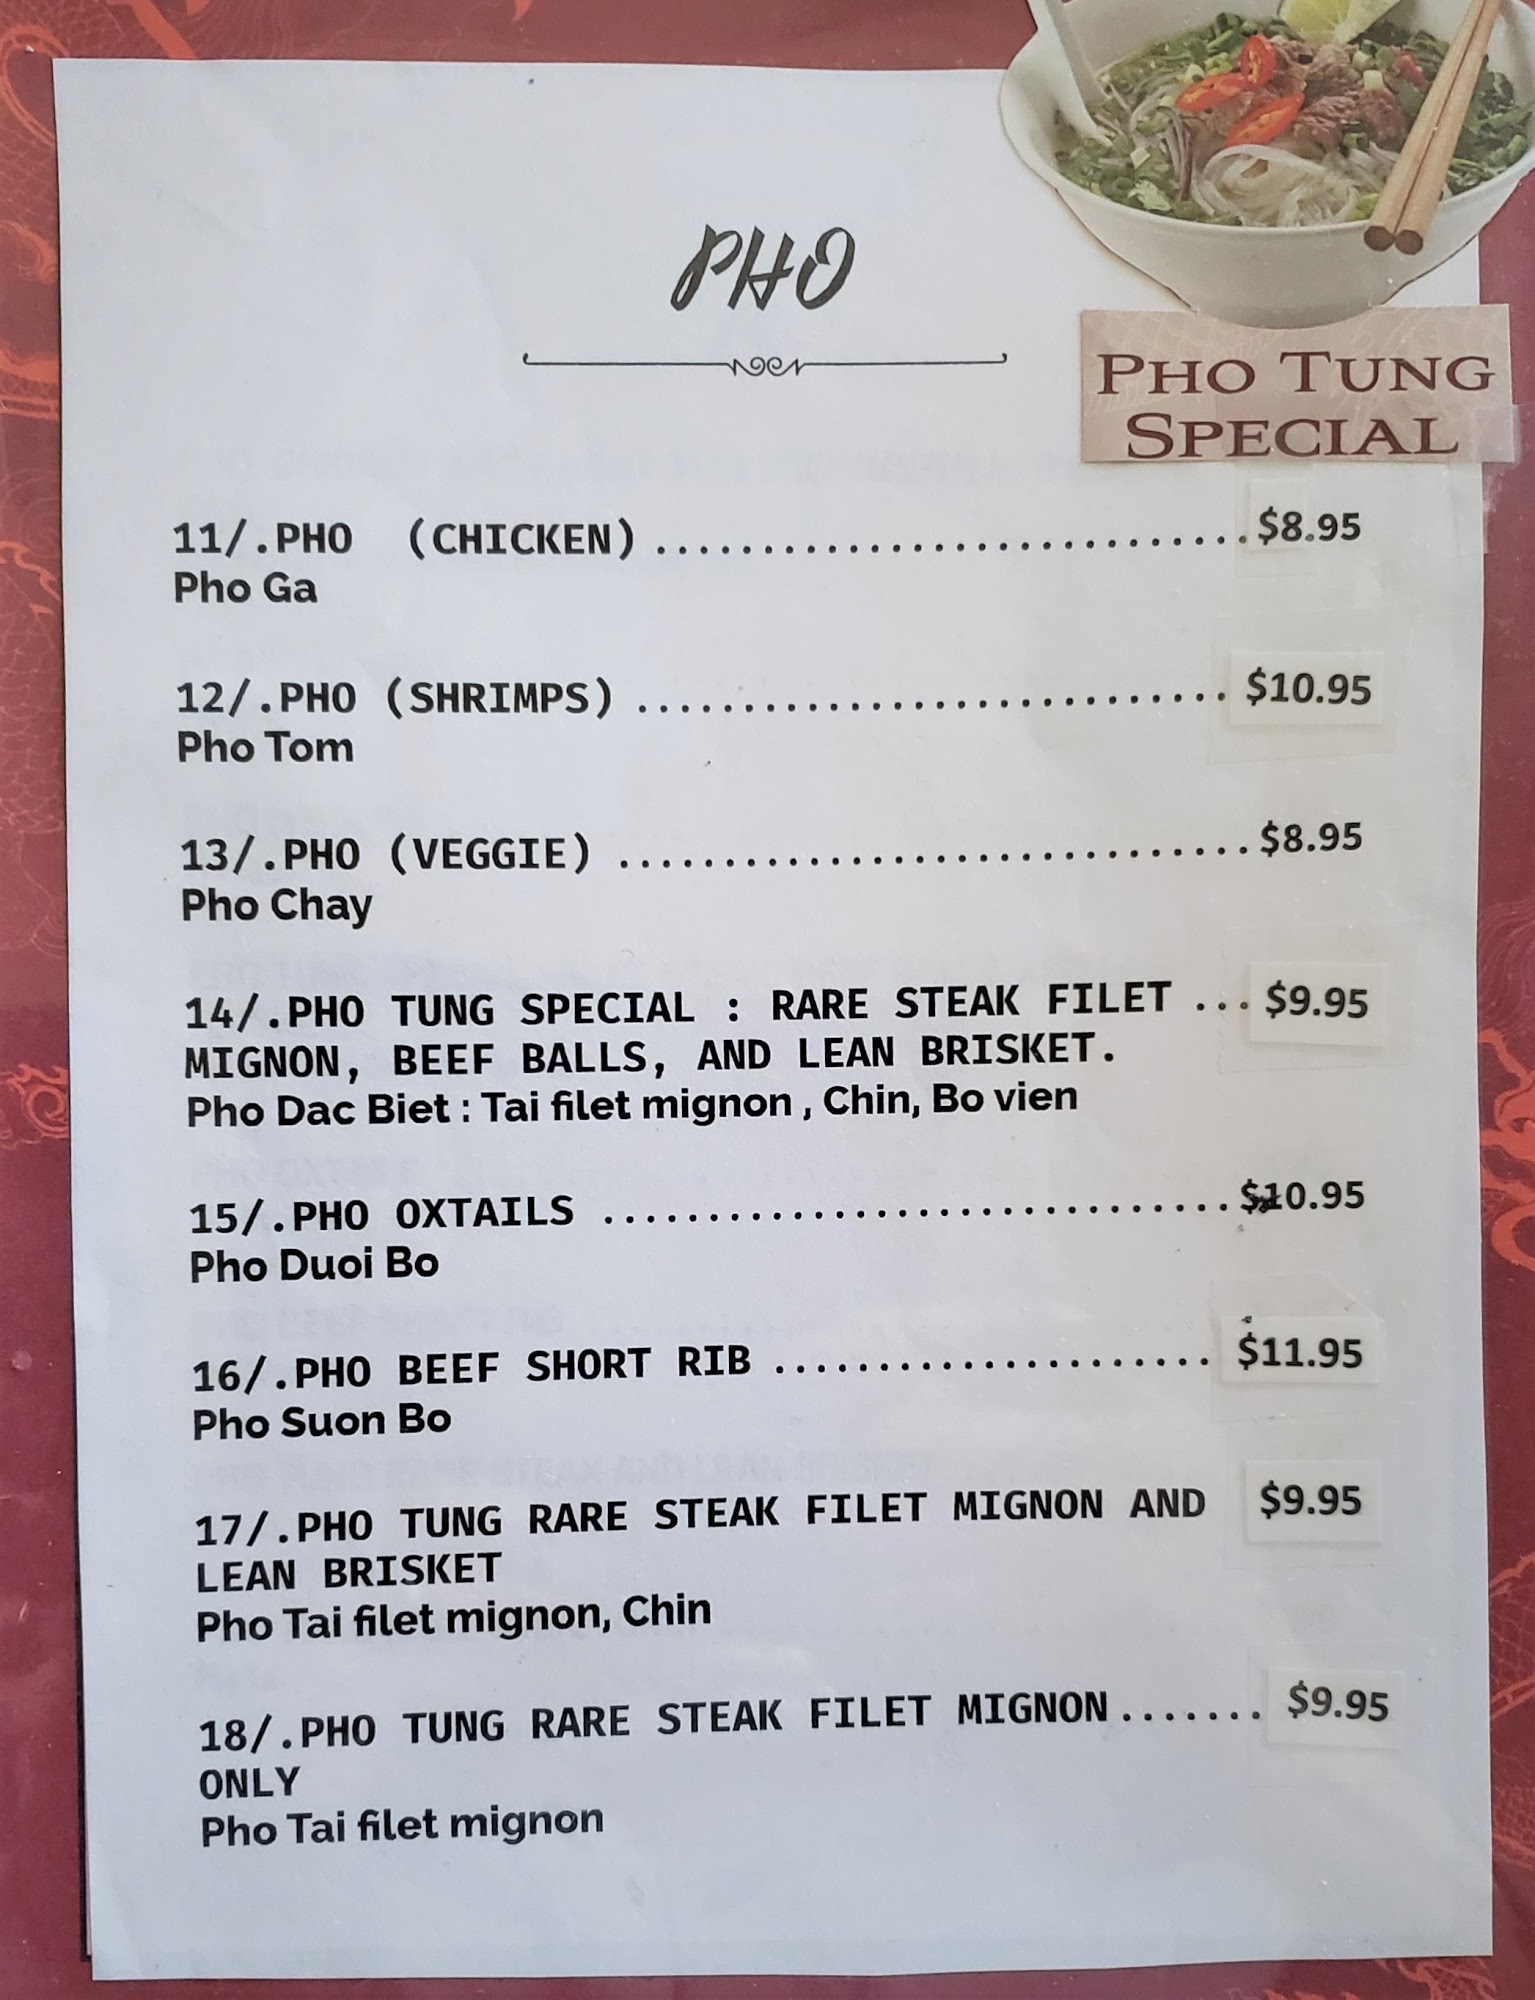 PHO
PHO TUNG
SPECIAL
11/.PHO (CHICKEN) ............................. $8.95
Pho Ga
12/.PHO (SHRIMPS) ............................. $10.95
Pho Tom
13/.PHO (VEGGIE) ............................... $8.95
Pho Chay
14/.PHO TUNG SPECIAL : RARE STEAK FILET ... $9.95
MIGNON, BEEF BALLS, AND LEAN BRISKET.
Pho Dac Biet : Tai filet mignon , Chin, Bo vien
15/.PHO OXTAILS ............................... $10.95
Pho Duoi Bo
16/.PHO BEEF SHORT RIB ..................... $11.95
Pho Suon Bo
17/.PHO TUNG RARE STEAK FILET MIGNON AND $9.95
LEAN BRISKET
Pho Tai filet mignon, Chin
18/.PHO TUNG RARE STEAK FILET MIGNON....... $9.95
ONLY
Pho Tai filet mignon